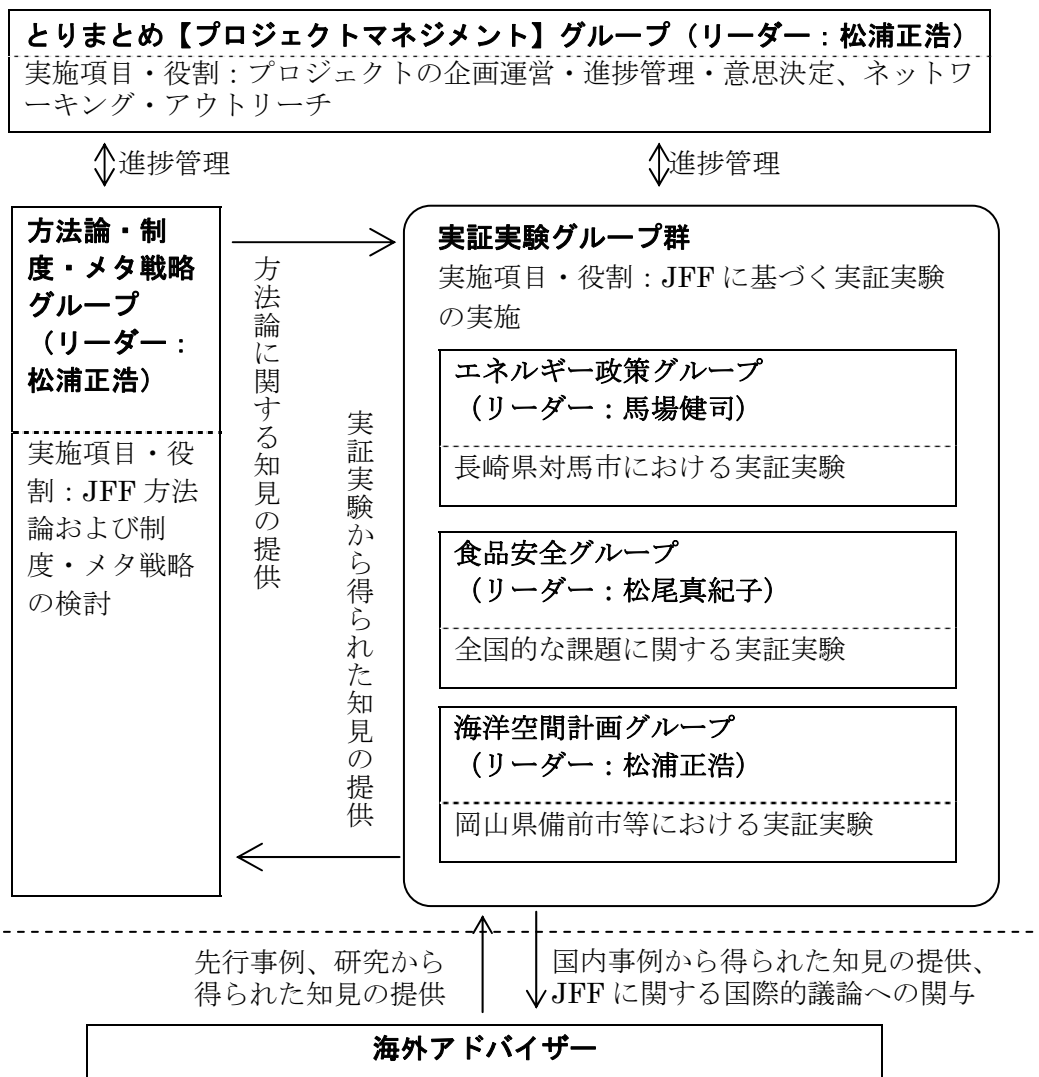 とりまとめ【プロジェクトマネジメント】グループ（リーダー：松浦正浩）
実施項目・役割：プロジェクトの企画運営・進捗管理・意思決定、ネットワ
ーキング・アウトリーチ
進捗管理
進捗管理
方法論・制
度・メタ戦略
グループ
（リーダー：
松浦正浩）
実施項目・役
割：JFF 方法
論および制
度・メタ戦略
の検討
方法論に関する知見の提供
実証実験から得られた知見の提供
実証実験グループ群
実施項目・役割：JFF に基づく実証実験
の実施
エネルギー政策グループ
（リーダー：馬場健司）
長崎県対馬市における実証実験
食品安全グループ
（リーダー：松尾真紀子）
全国的な課題に関する実証実験
海洋空間計画グループ
（リーダー：松浦正浩）
岡山県備前市等における実証実験
先行事例、研究から
得られた知見の提供
国内事例から得られた知見の提供、
JFF に関する国際的議論への関与
海外アドバイザー